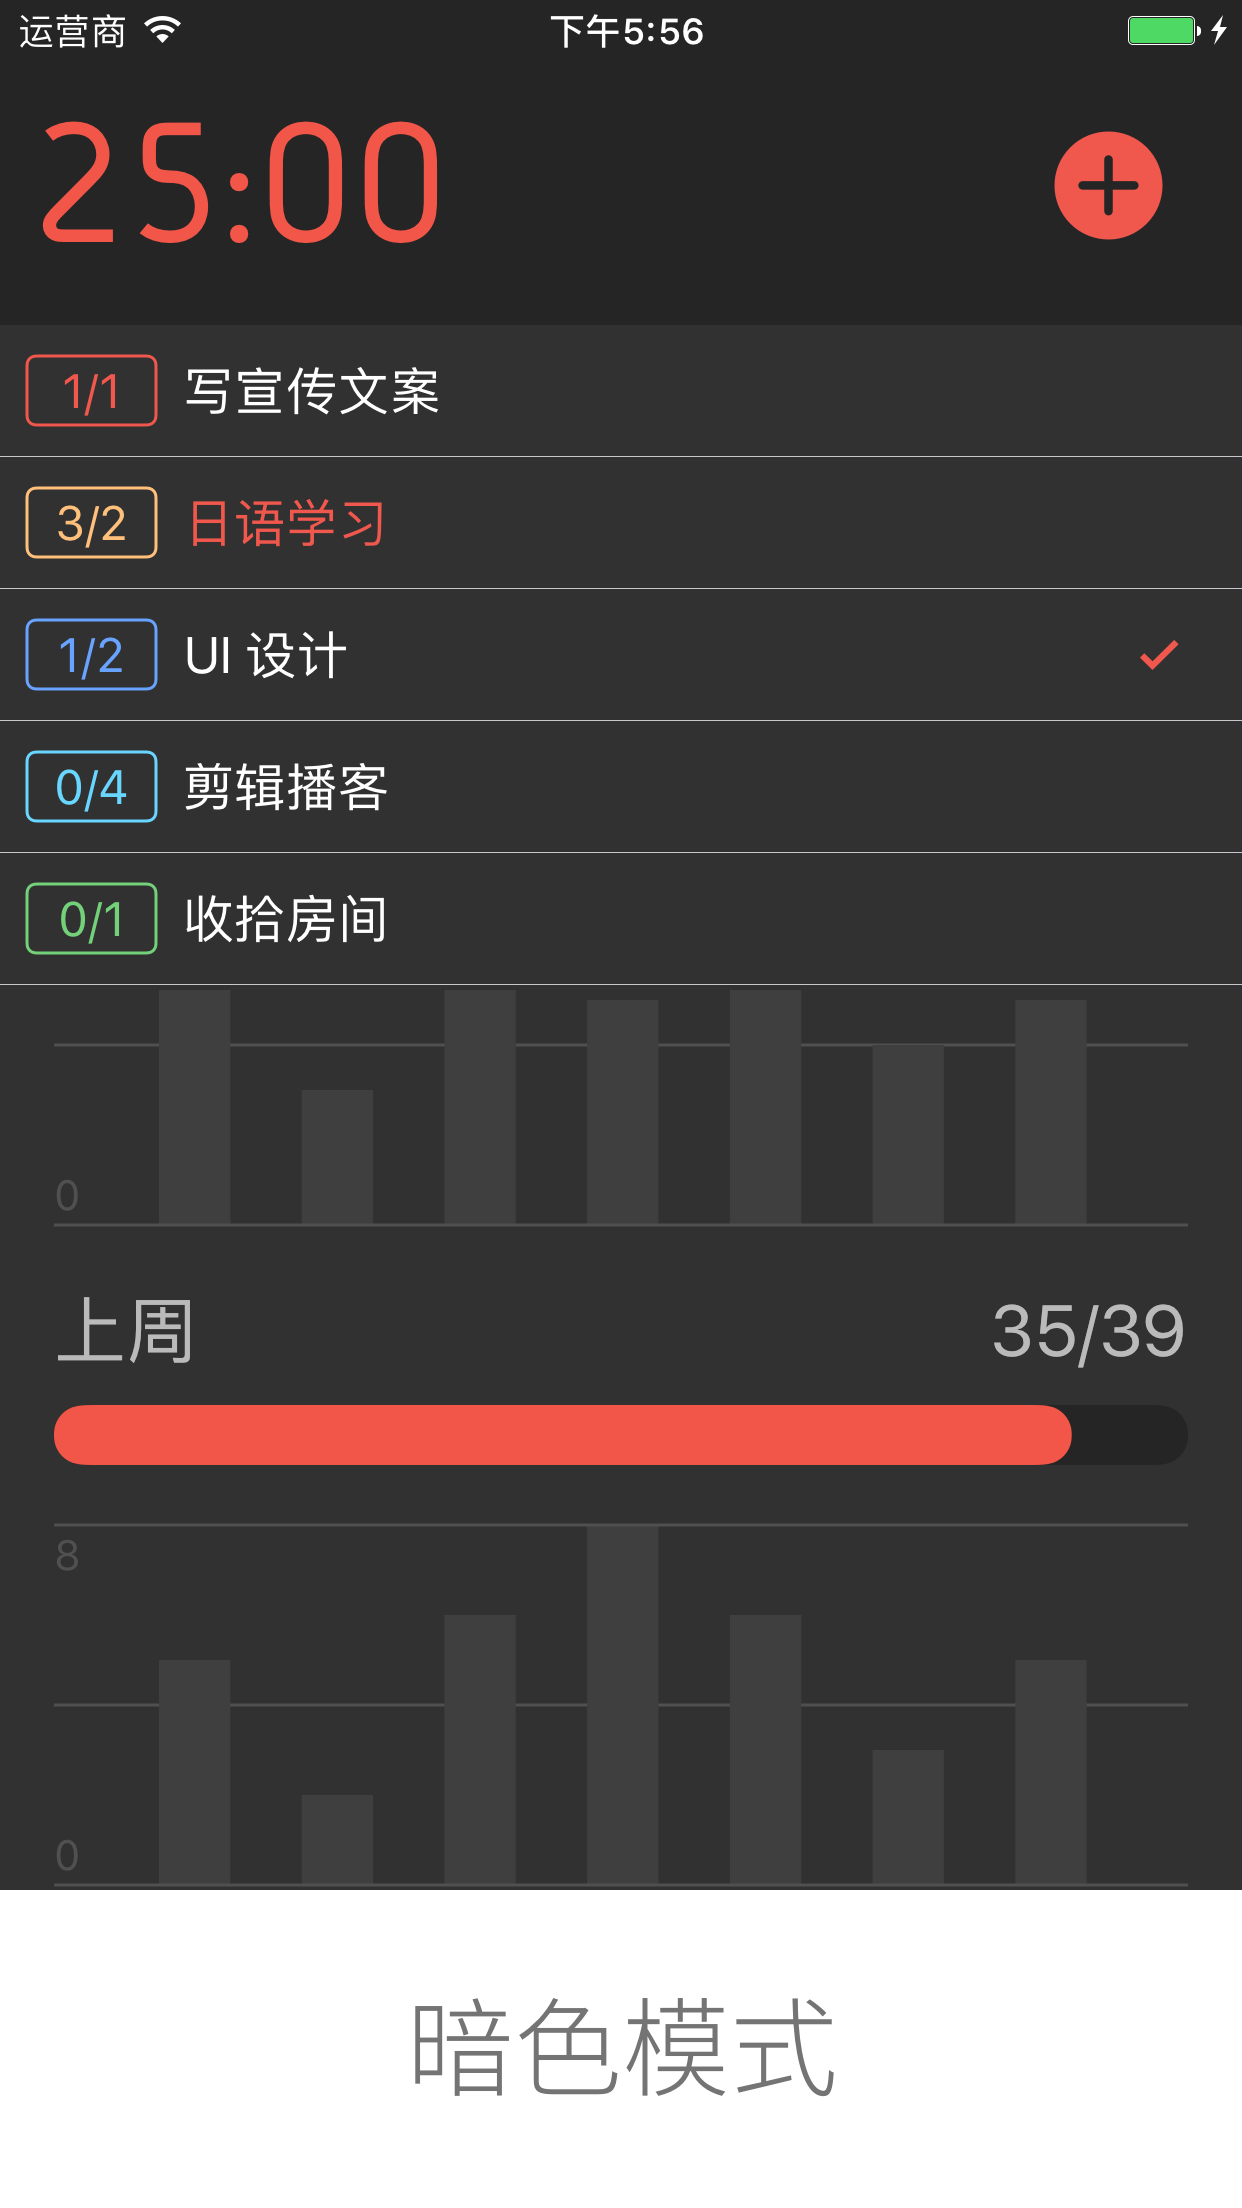 运营商 下午5:56
25:00
1/1 写宣传文案
3/2 日语学习
1/2 UI 设计
0/4 剪辑播客
0/1 收拾房间
0
上周 35/39
8
0
暗色模式